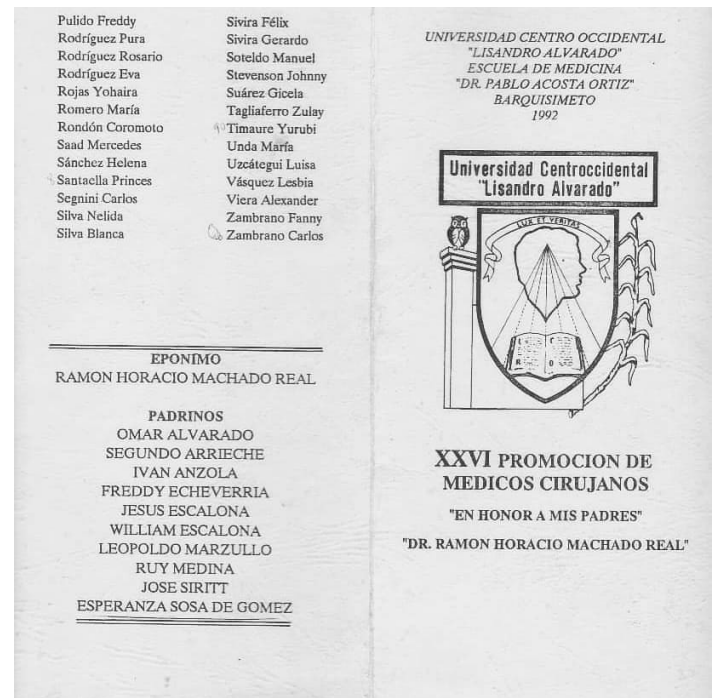 Pulido Freddy
Rodríguez Pura
Rodríguez Rosario
Rodríguez Eva
Rojas Yohaira
Romero María
Rondón Coromoto
Saad Mercedes
Sánchez Helena
Santaella Princes
Segnini Carlos
Silva Nelida
Silva Blanca
Sivira Félix
Sivira Gerardo
Soteldo Manuel
Stevenson Johnny
Suárez Gicela
Tagliaferro Zulay
Timaure Yurubi
Unda María
Uzcátegui Luisa
Vásquez Lesbia
Viera Alexander
Zambrano Fanny
Zambrano Carlos
EPONIMO
RAMON HORACIO MACHADO REAL
PADRINOS
OMAR ALVARADO
SEGUNDO ARRIECHE
IVAN ANZOLA
FREDDY ECHEVERRIA
JESUS ESCALONA
WILLIAM ESCALONA
LEOPOLDO MARZULLO
RUY MEDINA
JOSE SIRITT
ESPERANZA SOSA DE GOMEZ
UNIVERSIDAD CENTRO OCCIDENTAL
"LISANDRO ALVARADO"
ESCUELA DE MEDICINA
"DR. PABLO ACOSTA ORTIZ"
BARQUISIMETO
1992
Universidad Centroccidental
"Lisandro Alvarado"
LUX ET VERITAS
XXVI PROMOCION DE
MEDICOS CIRUJANOS
"EN HONOR A MIS PADRES"
"DR. RAMON HORACIO MACHADO REAL"